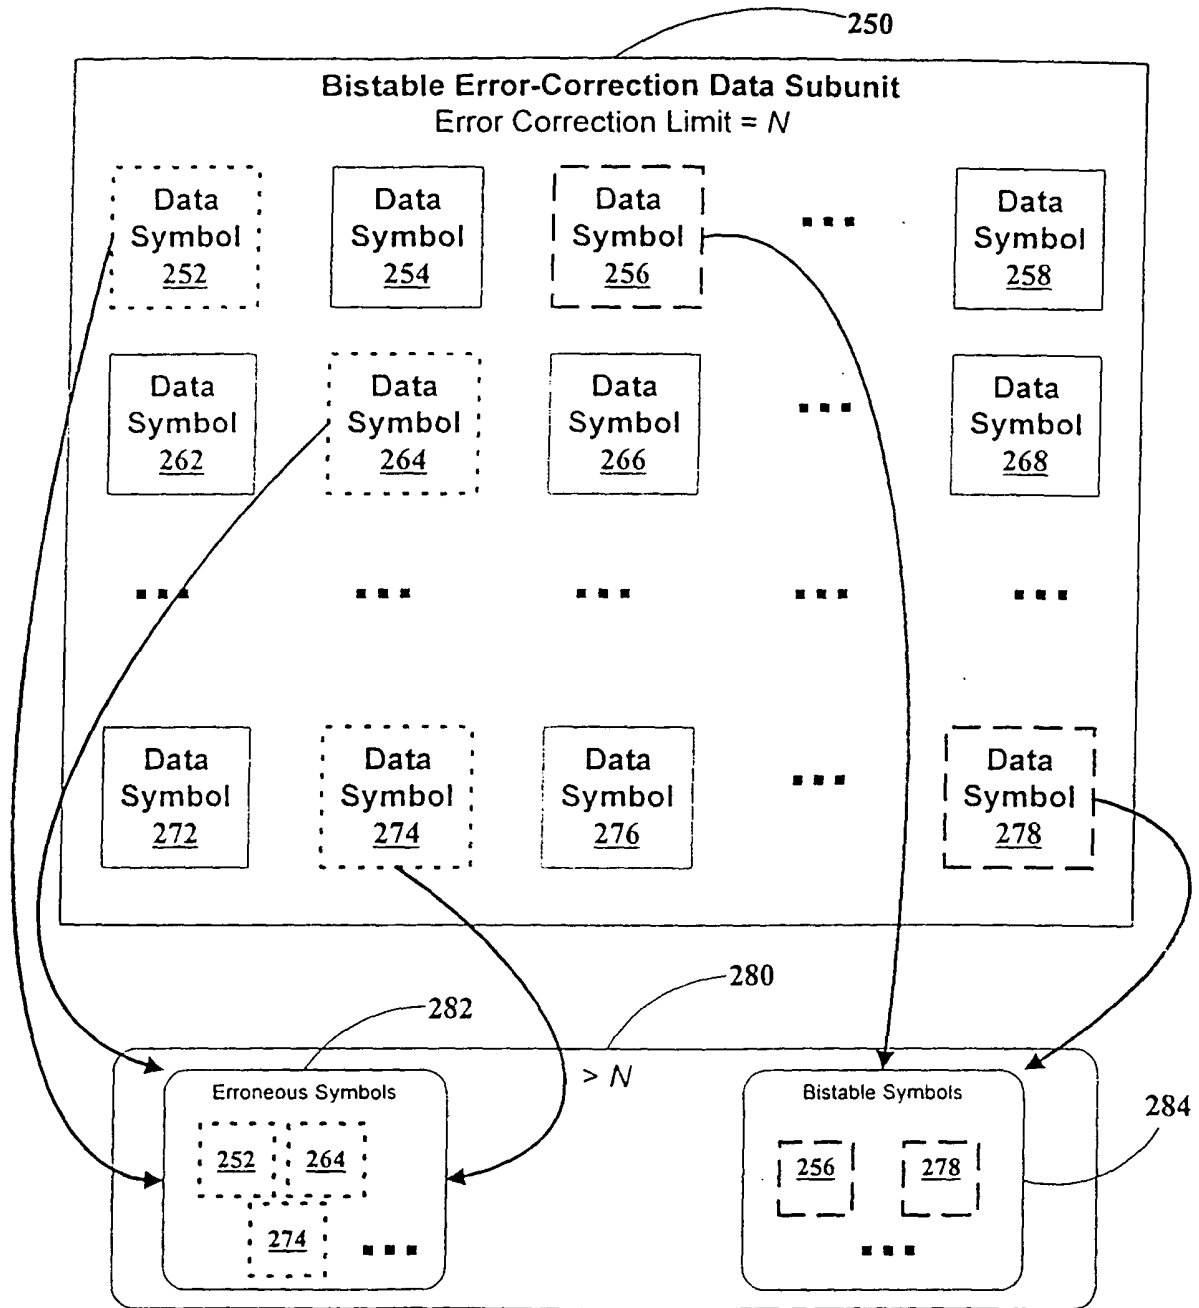 250
Bistable Error-Correction Data Subunit
Error Correction Limit = N
Data Symbol 252
Data Symbol 254
Data Symbol 256
Data Symbol 258
Data Symbol 262
Data Symbol 264
Data Symbol 266
Data Symbol 268
Data Symbol 272
Data Symbol 274
Data Symbol 276
Data Symbol 278
280
282
> N
Erroneous Symbols
Bistable Symbols
284
252
264
256
278
274